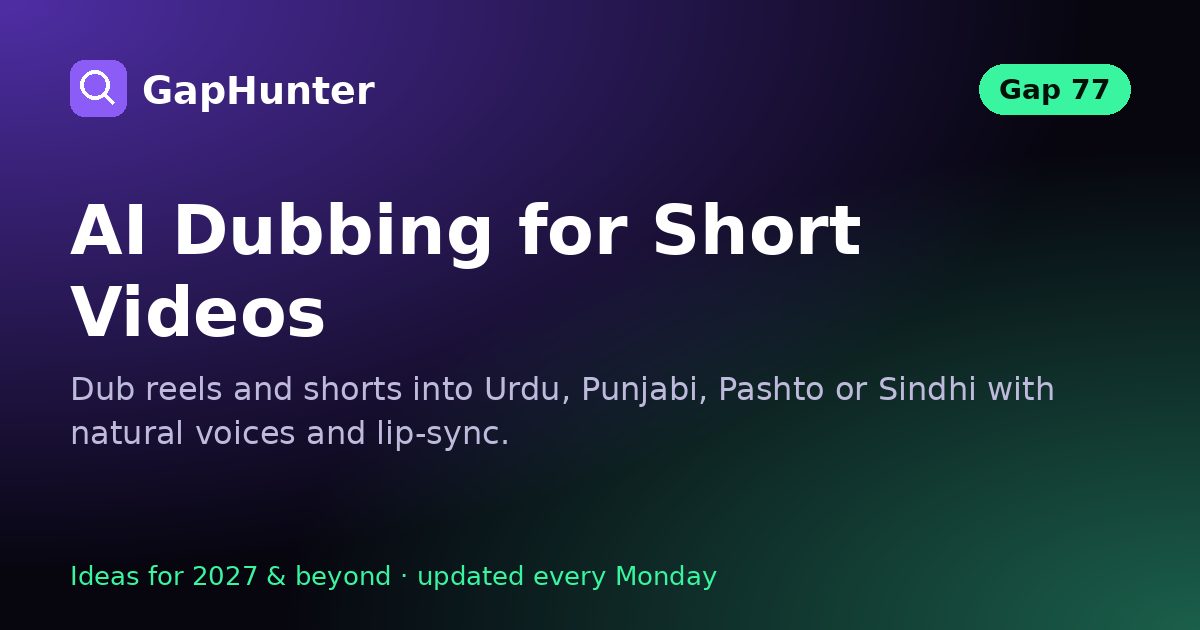 GapHunter
Gap 77
AI Dubbing for Short
Videos
Dub reels and shorts into Urdu, Punjabi, Pashto or Sindhi with
natural voices and lip-sync.
Ideas for 2027 & beyond · updated every Monday